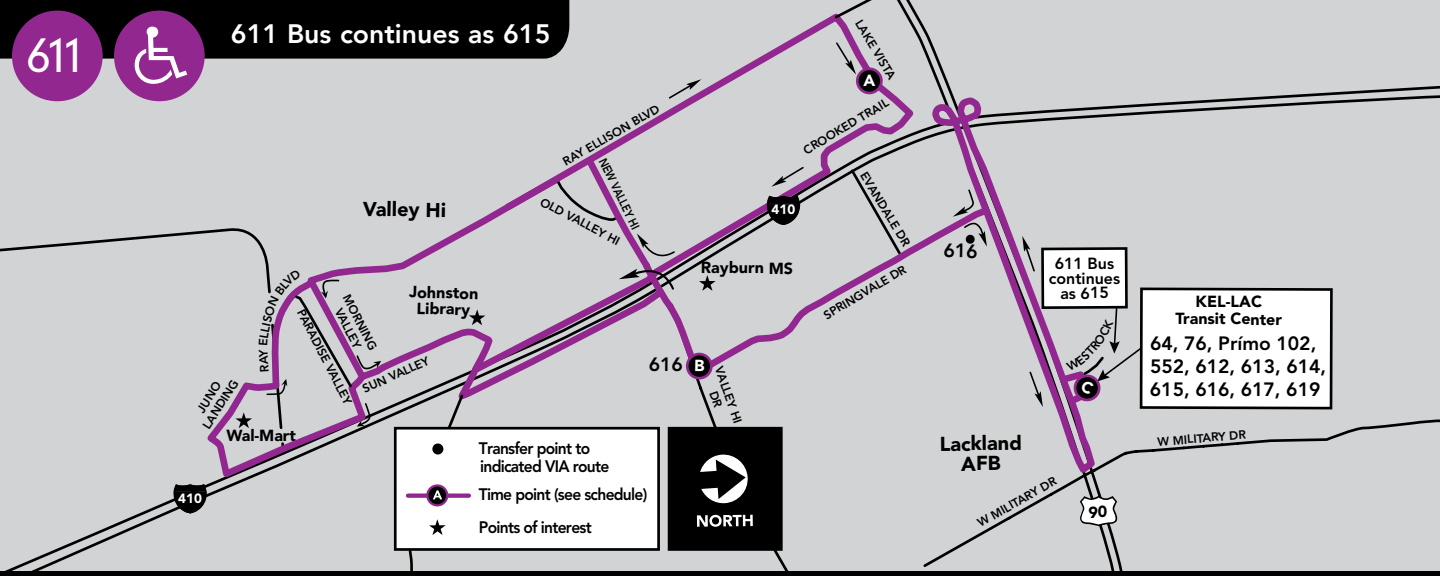 611
611 Bus continues as 615
LAKE VISTA
A
RAY ELLISON BLVD
CROOKED TRAIL
NEW VALLEY HI
OLD VALLEY HI
Valley Hi
410
EVANDALE DR
616
Rayburn MS
SPRINGVALE DR
611 Bus
continues
as 615
RAY ELLISON BLVD
MORNING
VALLEY
PARADISE VALLEY
Johnston
Library
SUN VALLEY
JUNO
LANDING
Wal-Mart
410
616
B
VALLEY HI
DR
WESTROCK
C
KEL-LAC
Transit Center
64, 76, Prímo 102,
552, 612, 613, 614,
615, 616, 617, 619
Lackland
AFB
W MILITARY DR
W MILITARY DR
90
Transfer point to
indicated VIA route
A
Time point (see schedule)
Points of interest
NORTH